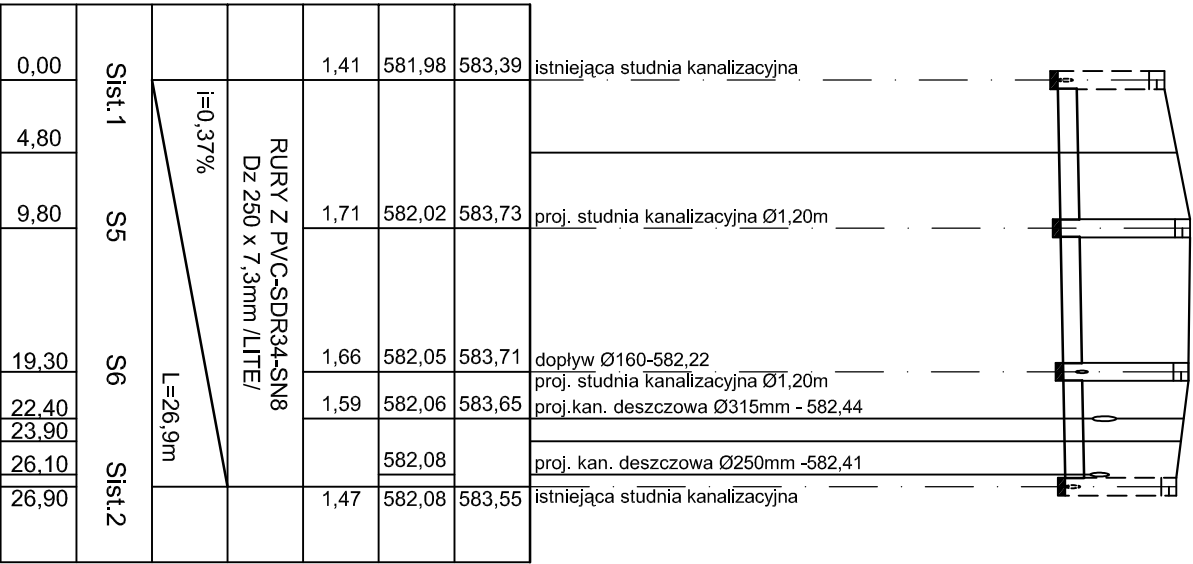 0,00
Sist.1
1,41
581,98
583,39
istniejąca studnia kanalizacyjna
i=0,37%
4,80
RURY Z PVC-SDR34-SN8
Dz 250 x 7,3mm /LITE/
9,80
S5
1,71
582,02
583,73
proj. studnia kanalizacyjna Ø1,20m
19,30
S6
1,66
582,05
583,71
dopływ Ø160-582,22
proj. studnia kanalizacyjna Ø1,20m
L=26,9m
22,40
1,59
582,06
583,65
proj.kan. deszczowa Ø315mm - 582,44
23,90
26,10
582,08
proj. kan. deszczowa Ø250mm -582,41
26,90
Sist.2
1,47
582,08
583,55
istniejąca studnia kanalizacyjna